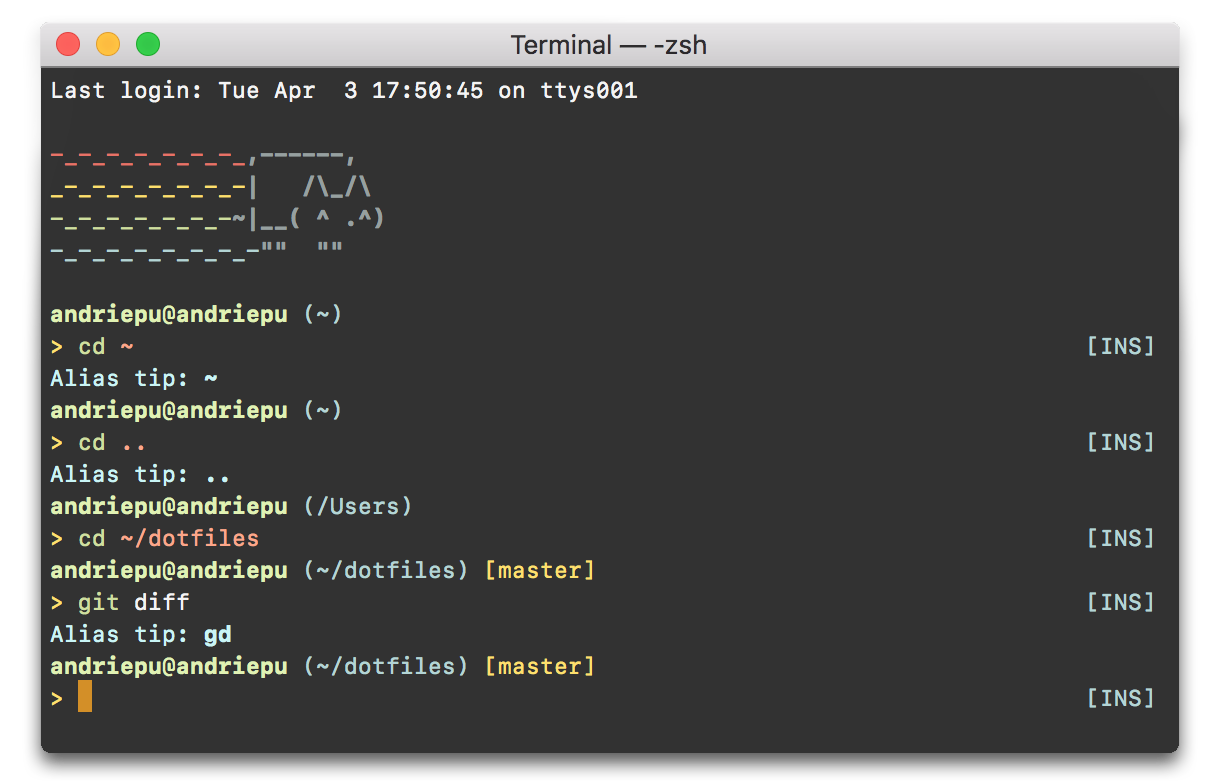 Terminal — -zsh
Last login: Tue Apr  3 17:50:45 on ttys001
-_-_-_-_-_-_-_,------,
_-_-_-_-_-_-_-|   /\_/\
-_-_-_-_-_-_-~|__( ^ .^)
-_-_-_-_-_-_-_-""  ""
andriepu@andriepu (~)
> cd ~ [INS]
Alias tip: ~
andriepu@andriepu (~)
> cd .. [INS]
Alias tip: ..
andriepu@andriepu (/Users)
> cd ~/dotfiles [INS]
andriepu@andriepu (~/dotfiles) [master]
> git diff [INS]
Alias tip: gd
andriepu@andriepu (~/dotfiles) [master]
> [INS]